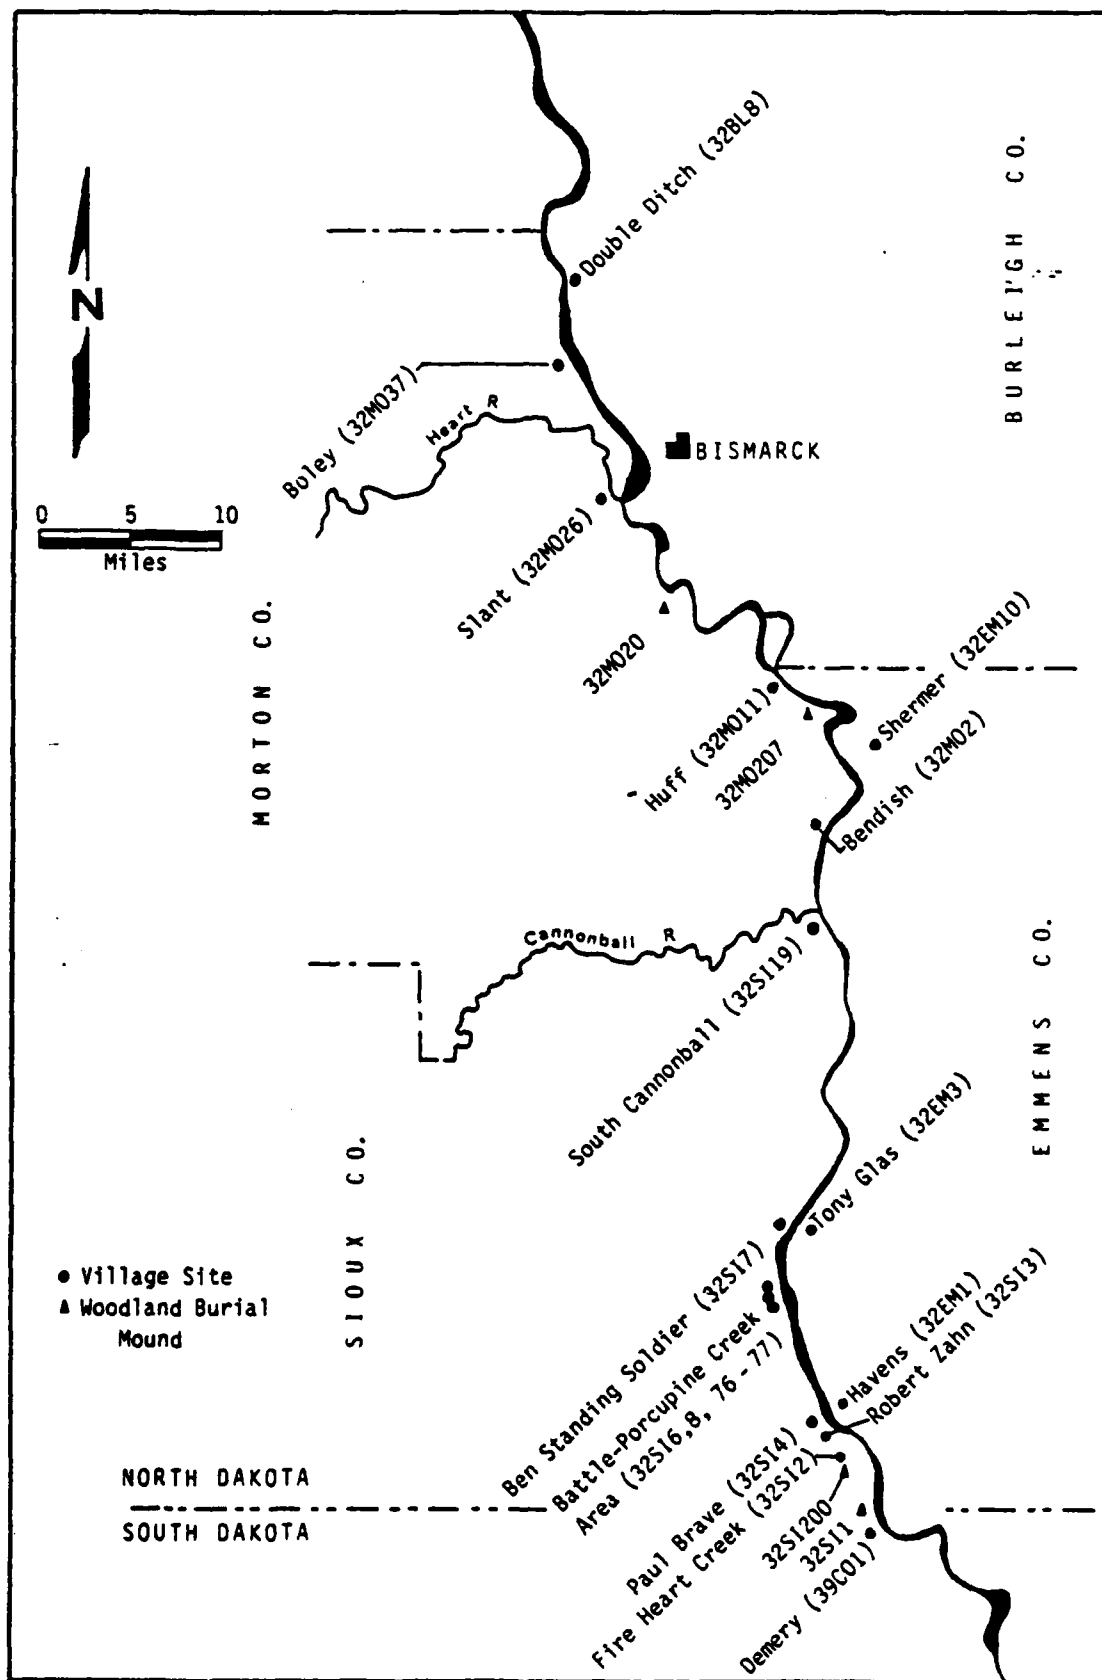 Double Ditch (32BL8)
BURLEIGH CO.
N
Boley (32MO37)
Heart R
BISMARCK
0 5 10
Miles
Slant (32MO26)
32MO20
MORTON CO.
Shermer (32EM10)
Huff (32MO11)
32MO207
Bendish (32MO2)
Cannonball R
South Cannonball (32SI19)
EMMENS CO.
Tony Glas (32EM3)
SIOUX CO.
Village Site
Woodland Burial
Mound
Ben Standing Soldier (32SI7)
Battle-Porcupine Creek
Area (32SI6,8, 76-77)
Havens (32EM1)
Robert Zahn (32SI3)
Paul Brave (32SI4)
Fire Heart Creek (32SI2)
32SI200
32SI1
Demery (39CO1)
NORTH DAKOTA
SOUTH DAKOTA